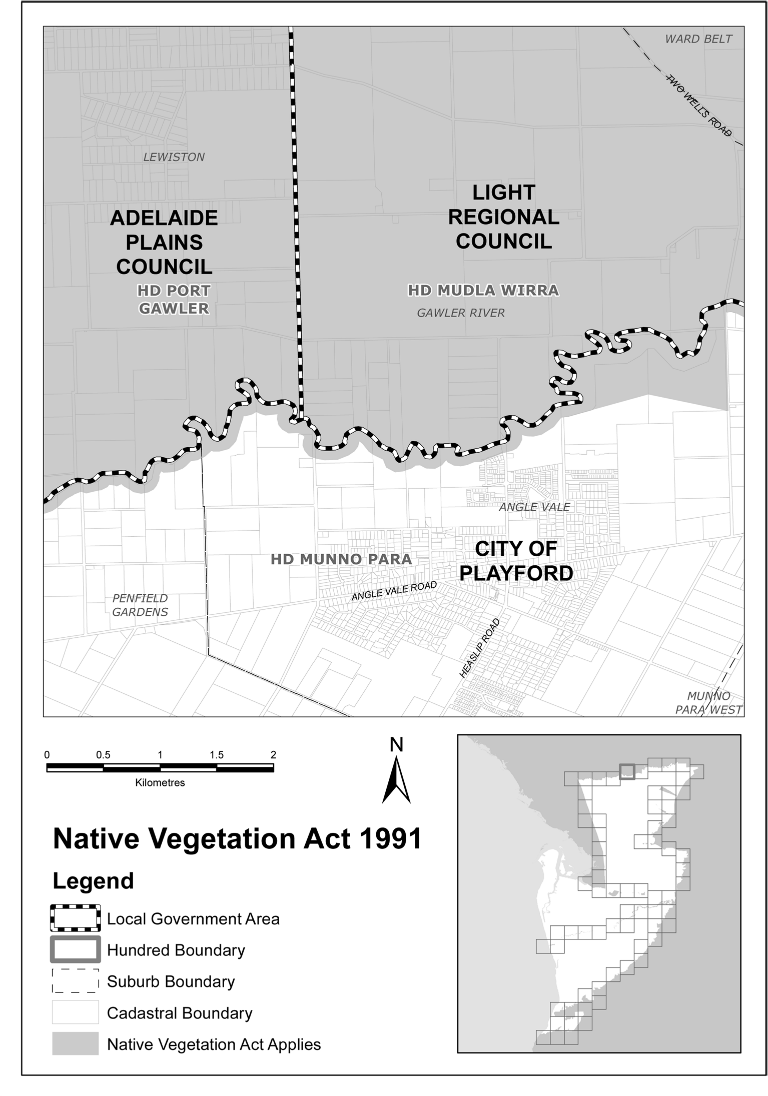 WARD BELT
TWO WELLS ROAD
LEWISTON
ADELAIDE
PLAINS
COUNCIL
HD PORT
GAWLER
LIGHT
REGIONAL
COUNCIL
HD MUDLA WIRRA
GAWLER RIVER
ANGLE VALE
HD MUNNO PARA
CITY OF
PLAYFORD
ANGLE VALE ROAD
PENFIELD
GARDENS
HEASLIP ROAD
MUNNO
PARA WEST
0 0.5 1 1.5 2
Kilometres
N
Native Vegetation Act 1991
Legend
Local Government Area
Hundred Boundary
Suburb Boundary
Cadastral Boundary
Native Vegetation Act Applies